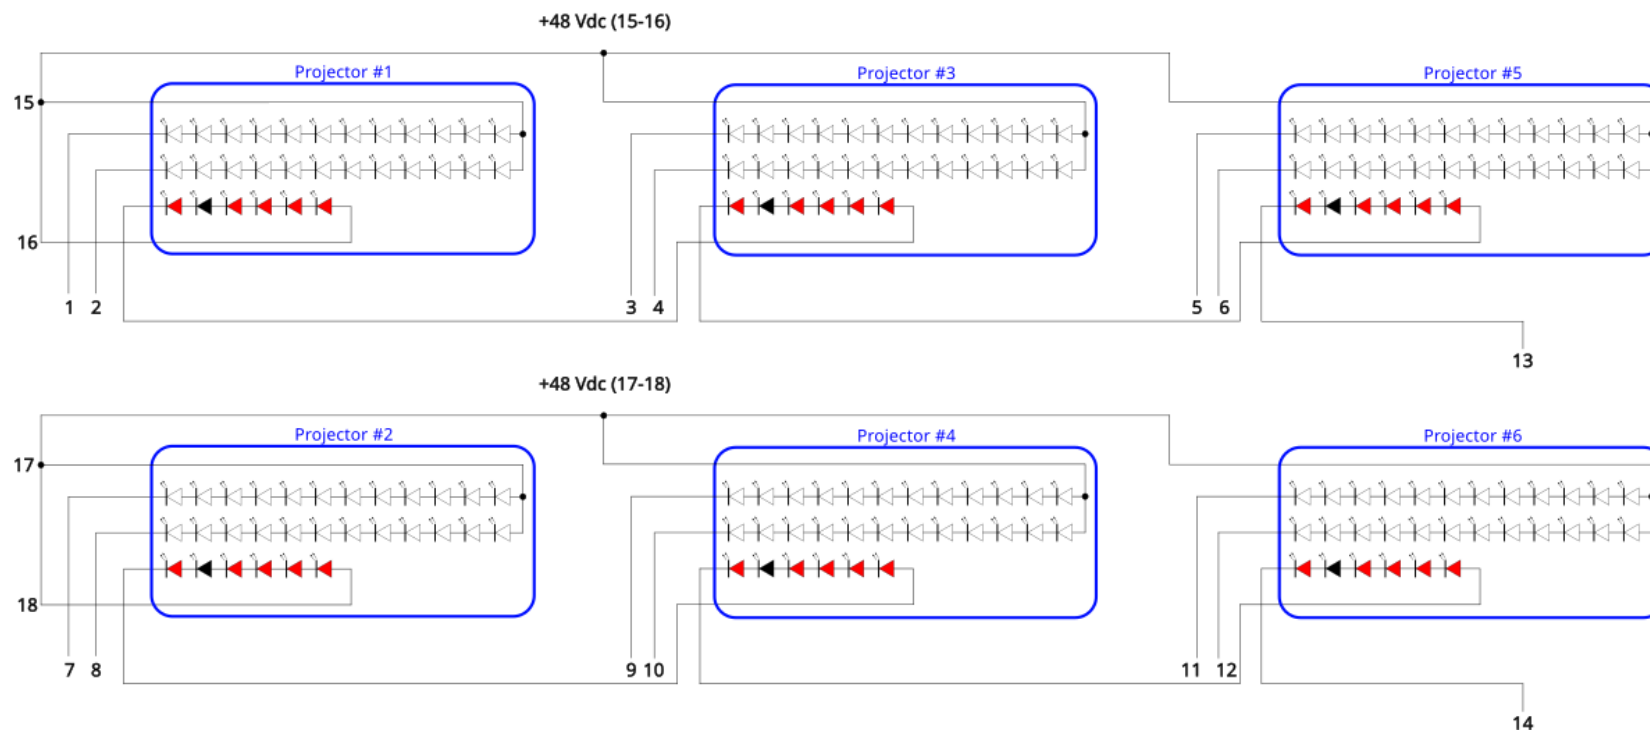 +48 Vdc (15-16)
Projector #1
Projector #3
Projector #5
15
16
1 2
3 4
5 6
13
+48 Vdc (17-18)
Projector #2
Projector #4
Projector #6
17
18
7 8
9 10
11 12
14